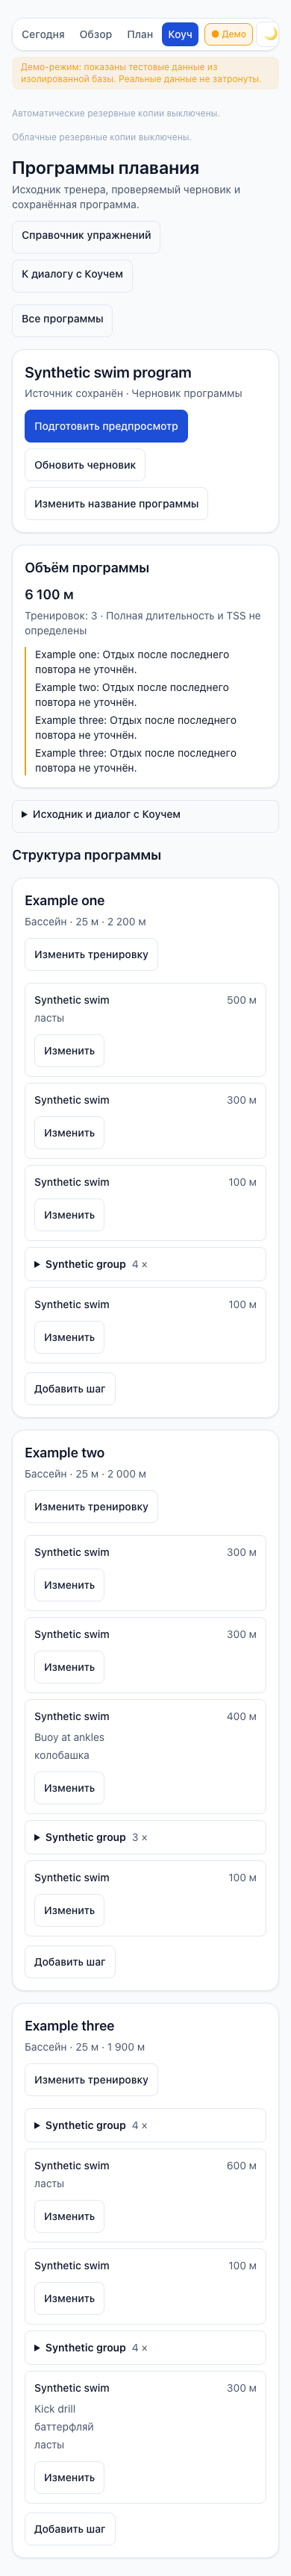 Сегодня Обзор План Коуч Демо
Демо-режим: показаны тестовые данные из
изолированной базы. Реальные данные не затронуты.
Автоматические резервные копии выключены.
Облачные резервные копии выключены.
Программы плавания
Исходник тренера, проверяемый черновик и
сохранённая программа.
Справочник упражнений
К диалогу с Коучем
Все программы
Synthetic swim program
Источник сохранён · Черновик программы
Подготовить предпросмотр
Обновить черновик
Изменить название программы
Объём программы
6 100 м
Тренировок: 3 · Полная длительность и TSS не
определены
Example one: Отдых после последнего
повтора не уточнён.
Example two: Отдых после последнего
повтора не уточнён.
Example three: Отдых после последнего
повтора не уточнён.
Example three: Отдых после последнего
повтора не уточнён.
Исходник и диалог с Коучем
Структура программы
Example one
Бассейн · 25 м · 2 200 м
Изменить тренировку
Synthetic swim 500 м
ласты
Изменить
Synthetic swim 300 м
Изменить
Synthetic swim 100 м
Изменить
Synthetic group 4 ×
Synthetic swim 100 м
Изменить
Добавить шаг
Example two
Бассейн · 25 м · 2 000 м
Изменить тренировку
Synthetic swim 300 м
Изменить
Synthetic swim 300 м
Изменить
Synthetic swim 400 м
Buoy at ankles
колобашка
Изменить
Synthetic group 3 ×
Synthetic swim 100 м
Изменить
Добавить шаг
Example three
Бассейн · 25 м · 1 900 м
Изменить тренировку
Synthetic group 4 ×
Synthetic swim 600 м
ласты
Изменить
Synthetic swim 100 м
Изменить
Synthetic group 4 ×
Synthetic swim 300 м
Kick drill
баттерфляй
ласты
Изменить
Добавить шаг